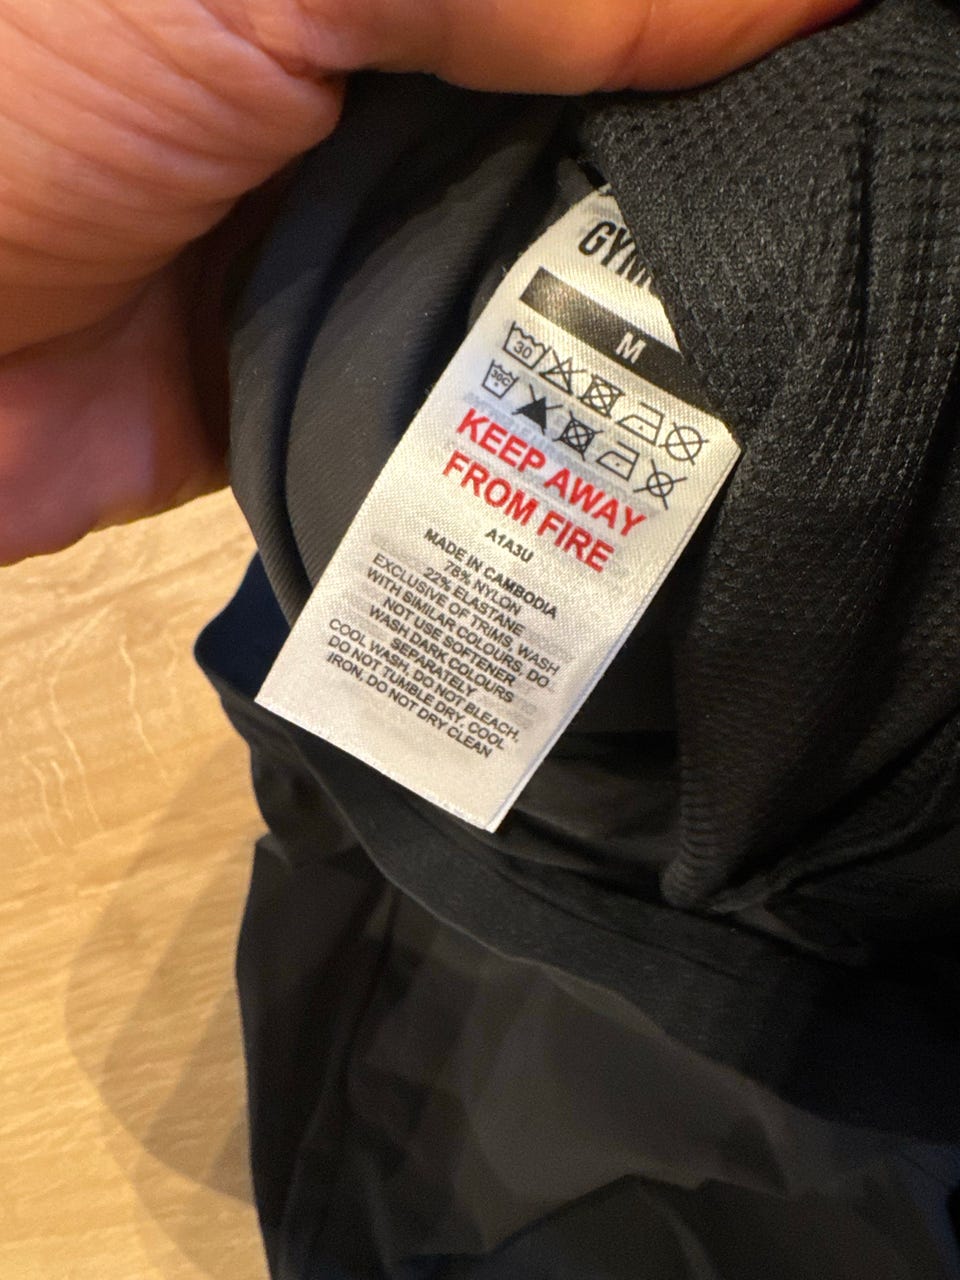 GYM
M
30
30C
KEEP AWAY
FROM FIRE
A1A3U
MADE IN CAMBODIA
78% NYLON
22% ELASTANE
EXCLUSIVE OF TRIMS, WASH
WITH SIMILAR COLOURS, DO
NOT USE SOFTENER
WASH DARK COLOURS
SEPARATELY
COOL WASH, DO NOT BLEACH,
DO NOT TUMBLE DRY, COOL
IRON, DO NOT DRY CLEAN